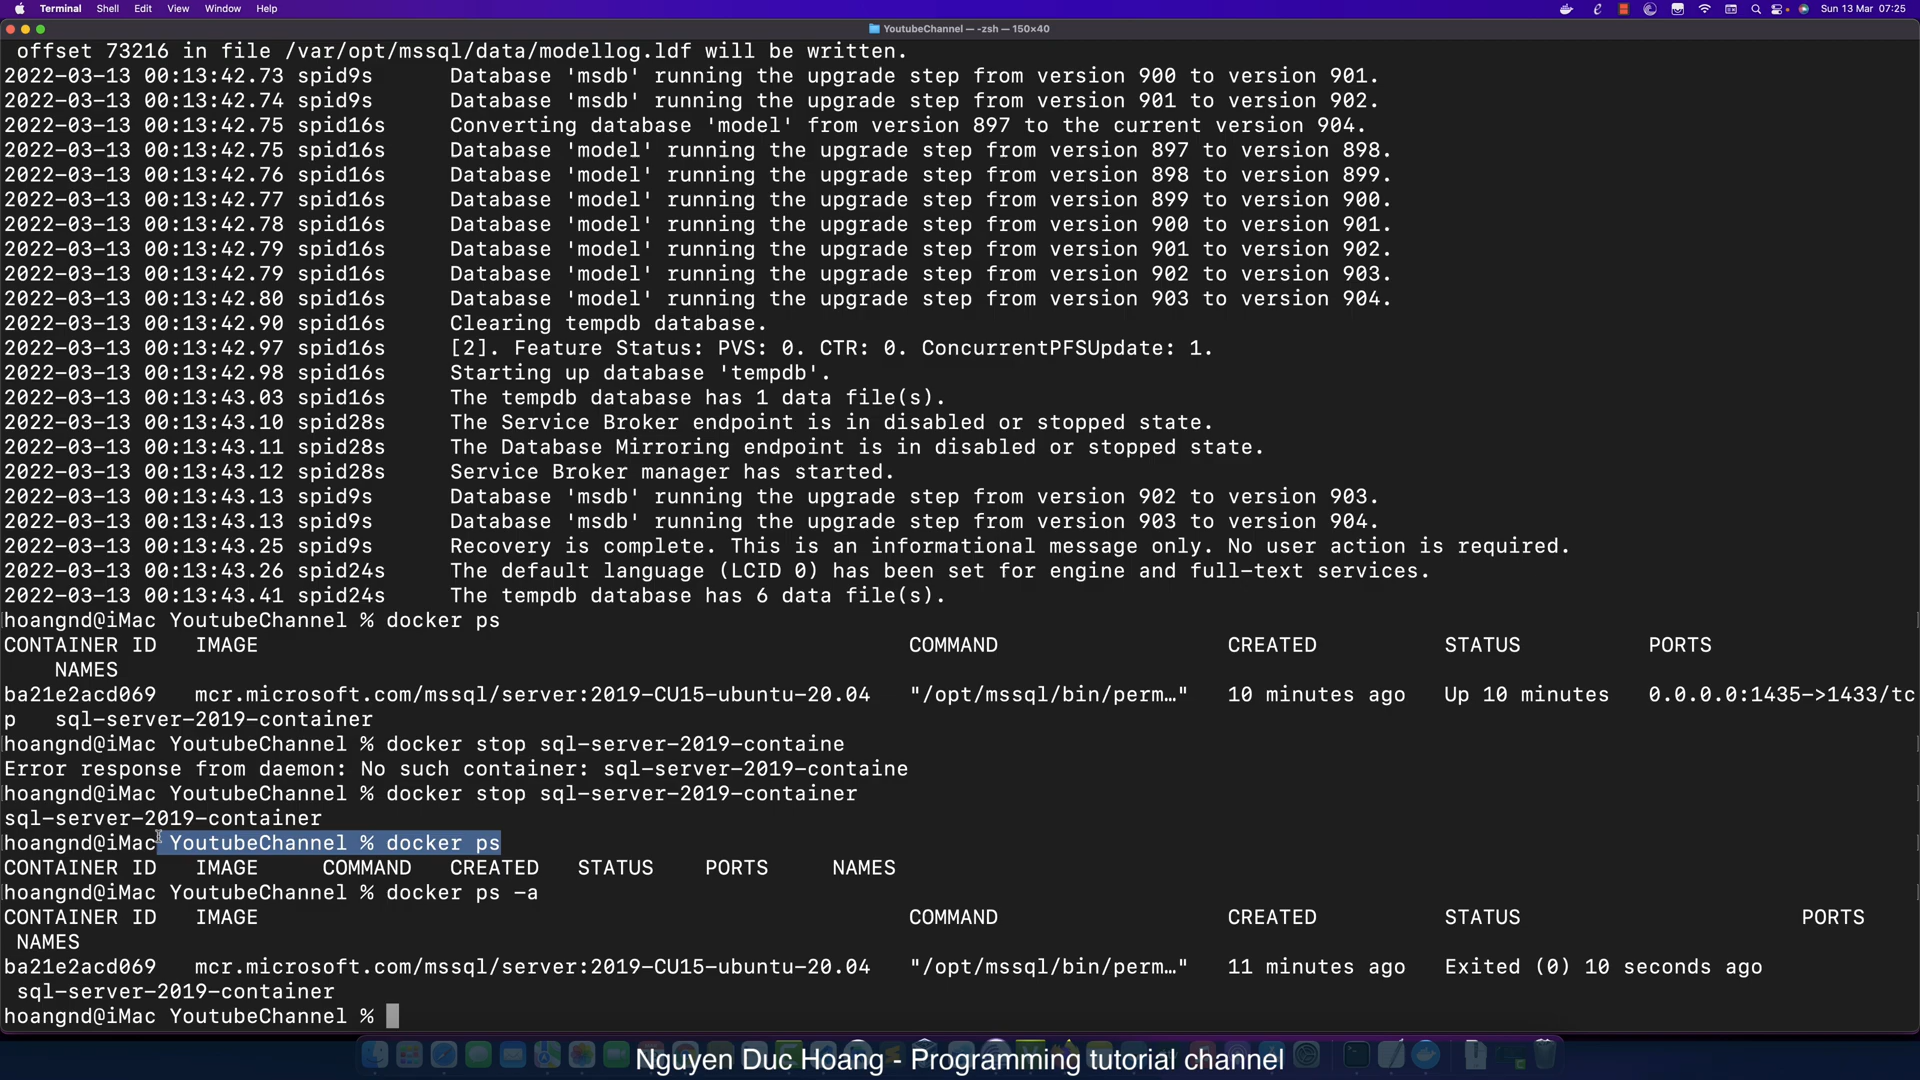 Terminal Shell Edit View Window Help Sun 13 Mar 07:25
YoutubeChannel — -zsh — 150×40
offset 73216 in file /var/opt/mssql/data/modellog.ldf will be written.
2022-03-13 00:13:42.73 spid9s      Database 'msdb' running the upgrade step from version 900 to version 901.
2022-03-13 00:13:42.74 spid9s      Database 'msdb' running the upgrade step from version 901 to version 902.
2022-03-13 00:13:42.75 spid16s     Converting database 'model' from version 897 to the current version 904.
2022-03-13 00:13:42.75 spid16s     Database 'model' running the upgrade step from version 897 to version 898.
2022-03-13 00:13:42.76 spid16s     Database 'model' running the upgrade step from version 898 to version 899.
2022-03-13 00:13:42.77 spid16s     Database 'model' running the upgrade step from version 899 to version 900.
2022-03-13 00:13:42.78 spid16s     Database 'model' running the upgrade step from version 900 to version 901.
2022-03-13 00:13:42.79 spid16s     Database 'model' running the upgrade step from version 901 to version 902.
2022-03-13 00:13:42.79 spid16s     Database 'model' running the upgrade step from version 902 to version 903.
2022-03-13 00:13:42.80 spid16s     Database 'model' running the upgrade step from version 903 to version 904.
2022-03-13 00:13:42.90 spid16s     Clearing tempdb database.
2022-03-13 00:13:42.97 spid16s     [2]. Feature Status: PVS: 0. CTR: 0. ConcurrentPFSUpdate: 1.
2022-03-13 00:13:42.98 spid16s     Starting up database 'tempdb'.
2022-03-13 00:13:43.03 spid16s     The tempdb database has 1 data file(s).
2022-03-13 00:13:43.10 spid28s     The Service Broker endpoint is in disabled or stopped state.
2022-03-13 00:13:43.11 spid28s     The Database Mirroring endpoint is in disabled or stopped state.
2022-03-13 00:13:43.12 spid28s     Service Broker manager has started.
2022-03-13 00:13:43.13 spid9s      Database 'msdb' running the upgrade step from version 902 to version 903.
2022-03-13 00:13:43.13 spid9s      Database 'msdb' running the upgrade step from version 903 to version 904.
2022-03-13 00:13:43.25 spid9s      Recovery is complete. This is an informational message only. No user action is required.
2022-03-13 00:13:43.26 spid24s     The default language (LCID 0) has been set for engine and full-text services.
2022-03-13 00:13:43.41 spid24s     The tempdb database has 6 data file(s).
hoangnd@iMac YoutubeChannel % docker ps
CONTAINER ID   IMAGE   COMMAND   CREATED   STATUS   PORTS
NAMES
ba21e2acd069   mcr.microsoft.com/mssql/server:2019-CU15-ubuntu-20.04   "/opt/mssql/bin/perm…"   10 minutes ago   Up 10 minutes   0.0.0.0:1435->1433/tc
p   sql-server-2019-container
hoangnd@iMac YoutubeChannel % docker stop sql-server-2019-containe
Error response from daemon: No such container: sql-server-2019-containe
hoangnd@iMac YoutubeChannel % docker stop sql-server-2019-container
sql-server-2019-container
hoangnd@iMac YoutubeChannel % docker ps
CONTAINER ID   IMAGE   COMMAND   CREATED   STATUS   PORTS   NAMES
hoangnd@iMac YoutubeChannel % docker ps -a
CONTAINER ID   IMAGE   COMMAND   CREATED   STATUS   PORTS
NAMES
ba21e2acd069   mcr.microsoft.com/mssql/server:2019-CU15-ubuntu-20.04   "/opt/mssql/bin/perm…"   11 minutes ago   Exited (0) 10 seconds ago
sql-server-2019-container
hoangnd@iMac YoutubeChannel %
Nguyen Duc Hoang - Programming tutorial channel